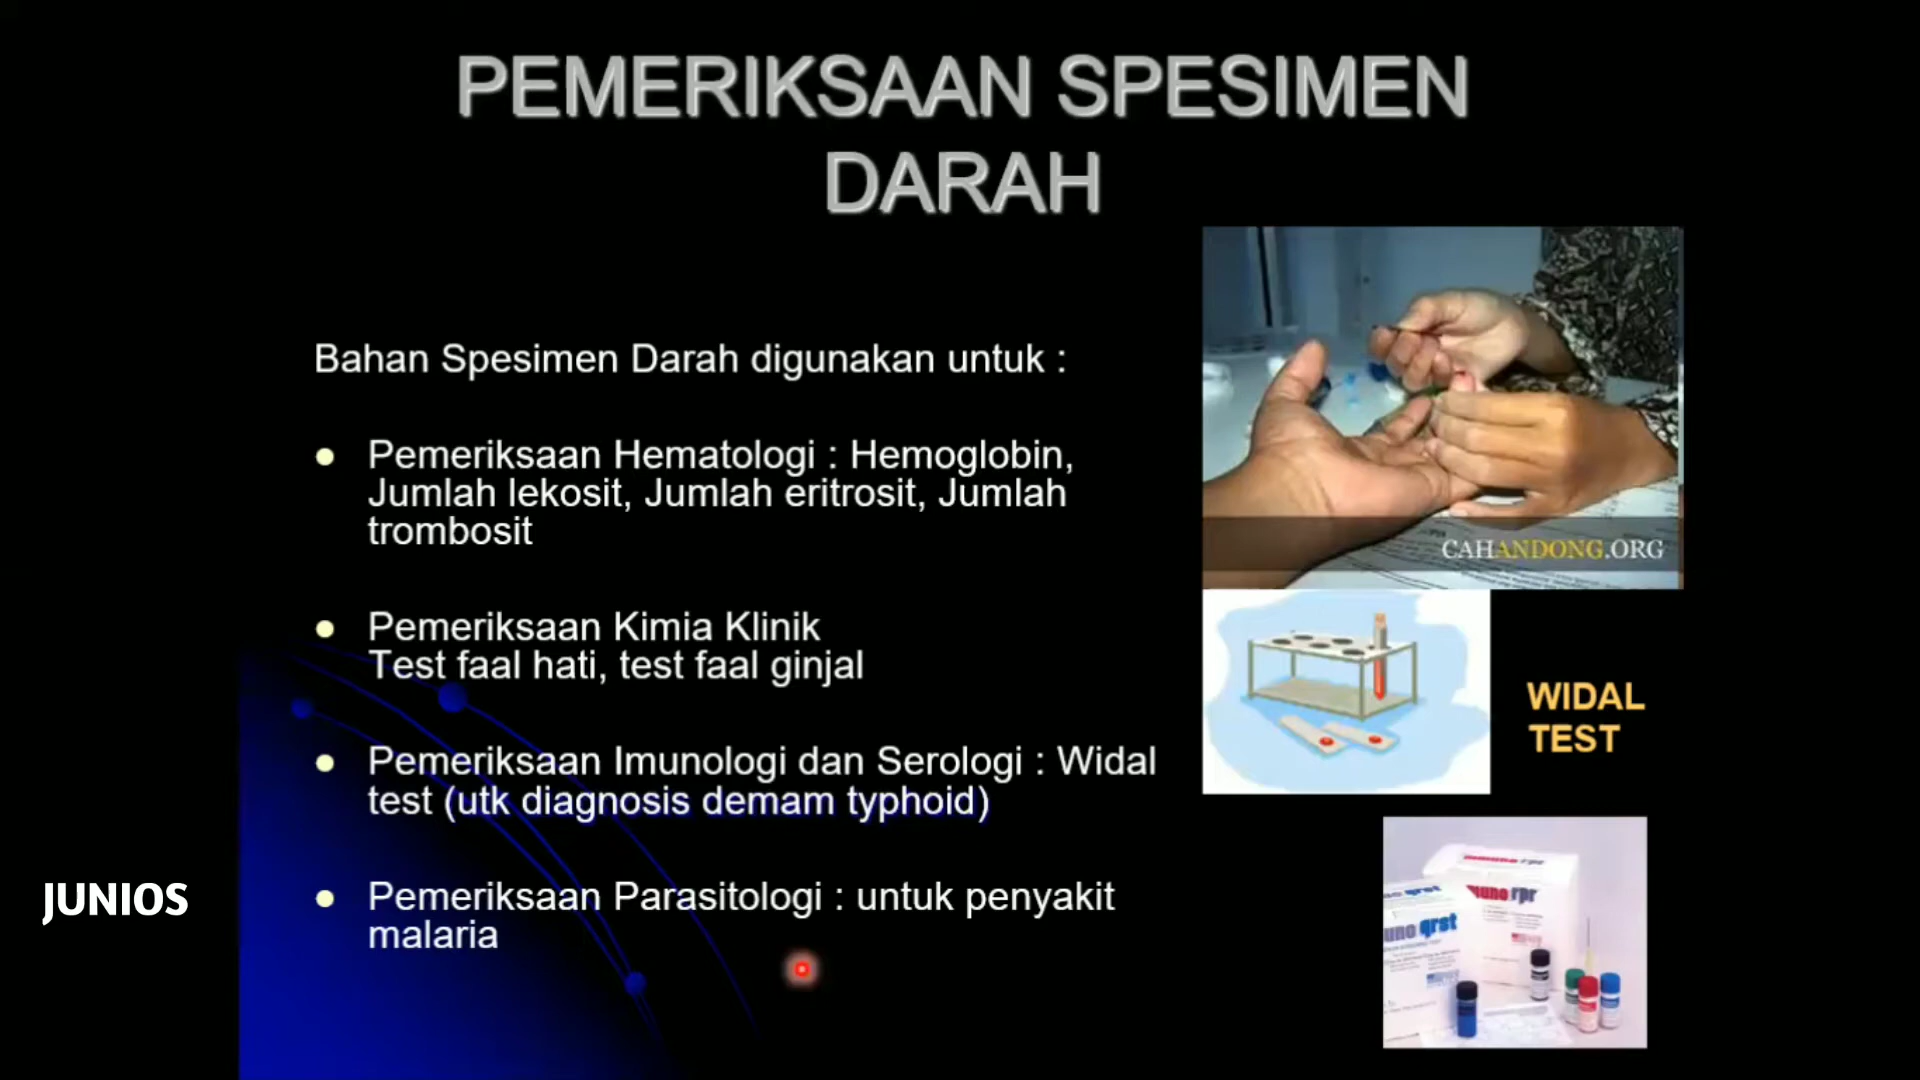 PEMERIKSAAN SPESIMEN
DARAH
Bahan Spesimen Darah digunakan untuk :
Pemeriksaan Hematologi : Hemoglobin,
Jumlah lekosit, Jumlah eritrosit, Jumlah
trombosit
CAHANDONG.ORG
Pemeriksaan Kimia Klinik
Test faal hati, test faal ginjal
WIDAL
TEST
Pemeriksaan Imunologi dan Serologi : Widal
test (utk diagnosis demam typhoid)
Pemeriksaan Parasitologi : untuk penyakit
malaria
JUNIOS
rpr
qrst